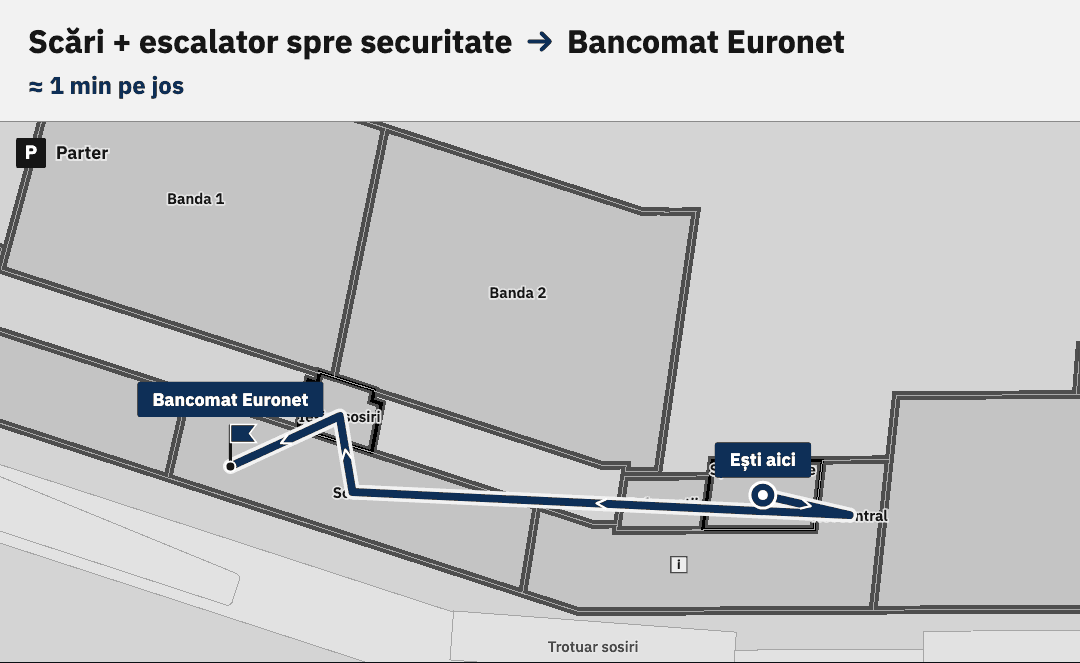 Scări + escalator spre securitate → Bancomat Euronet
≈ 1 min pe jos
P Parter
Banda 1
Banda 2
Bancomat Euronet
sosiri
Ești aici
i
Trotuar sosiri